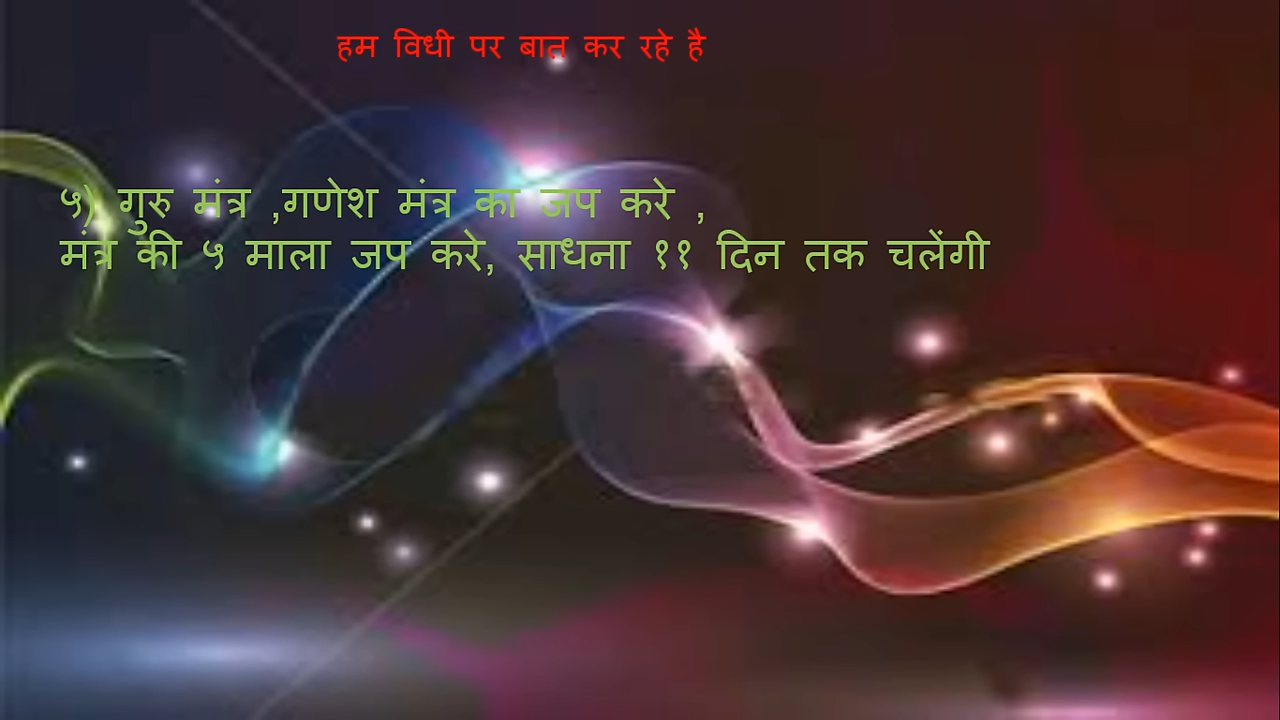 हम विधी पर बात कर रहे है
५) गुरु मंत्र ,गणेश मंत्र का जप करे ,
मंत्र की ५ माला जप करे, साधना ११ दिन तक चलेंगी